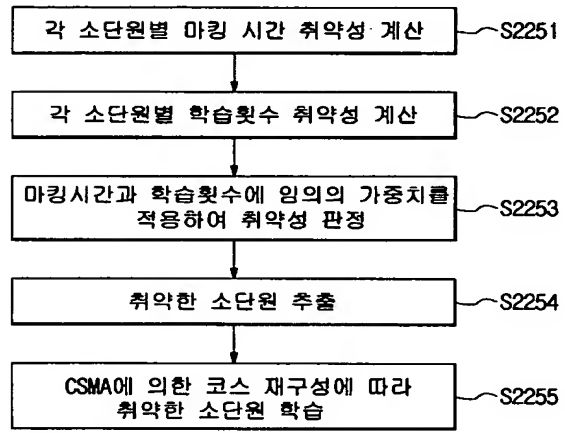 각 소단원별 마킹 시간 취약성 계산
S2251
각 소단원별 학습횟수 취약성 계산
S2252
마킹시간과 학습횟수에 임의의 가중치를
적용하여 취약성 판정
S2253
취약한 소단원 추출
S2254
CSMA에 의한 코스 재구성에 따라
취약한 소단원 학습
S2255